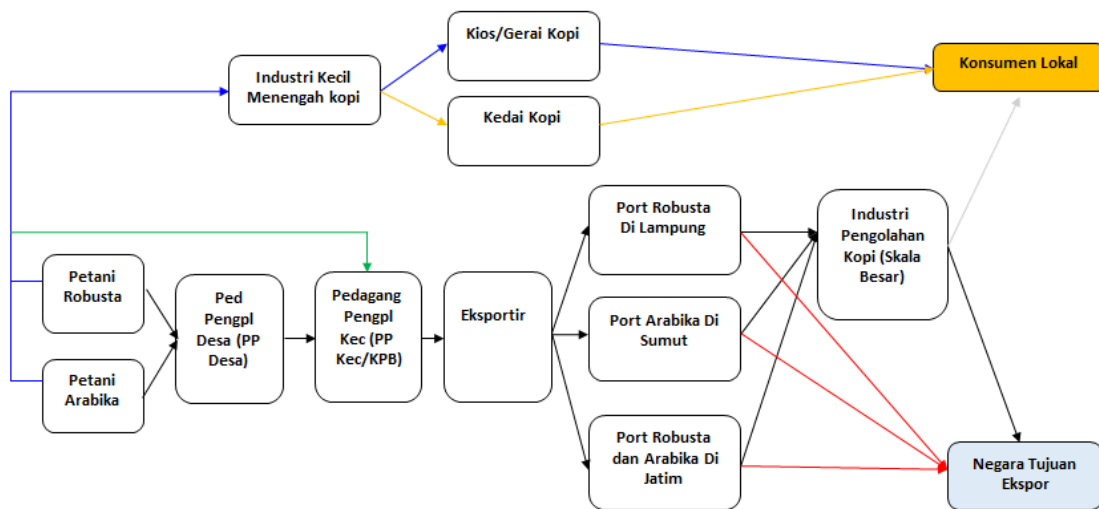 Kios/Gerai Kopi
Konsumen Lokal
Industri Kecil
Menengah kopi
Kedai Kopi
Port Robusta
Di Lampung
Industri
Pengolahan
Kopi (Skala
Besar)
Petani
Robusta
Ped
Pengpl
Desa (PP
Desa)
Pedagang
Pengpl
Kec (PP
Kec/KPB)
Eksportir
Port Arabika Di
Sumut
Petani
Arabika
Port Robusta
dan Arabika Di
Jatim
Negara Tujuan
Ekspor